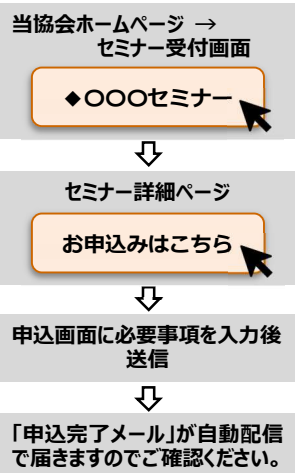 当協会ホームページ →
セミナー受付画面
◆〇〇〇セミナー
セミナー詳細ページ
お申込みはこちら
申込画面に必要事項を入力後
送信
「申込完了メール」が自動配信
で届きますのでご確認ください。